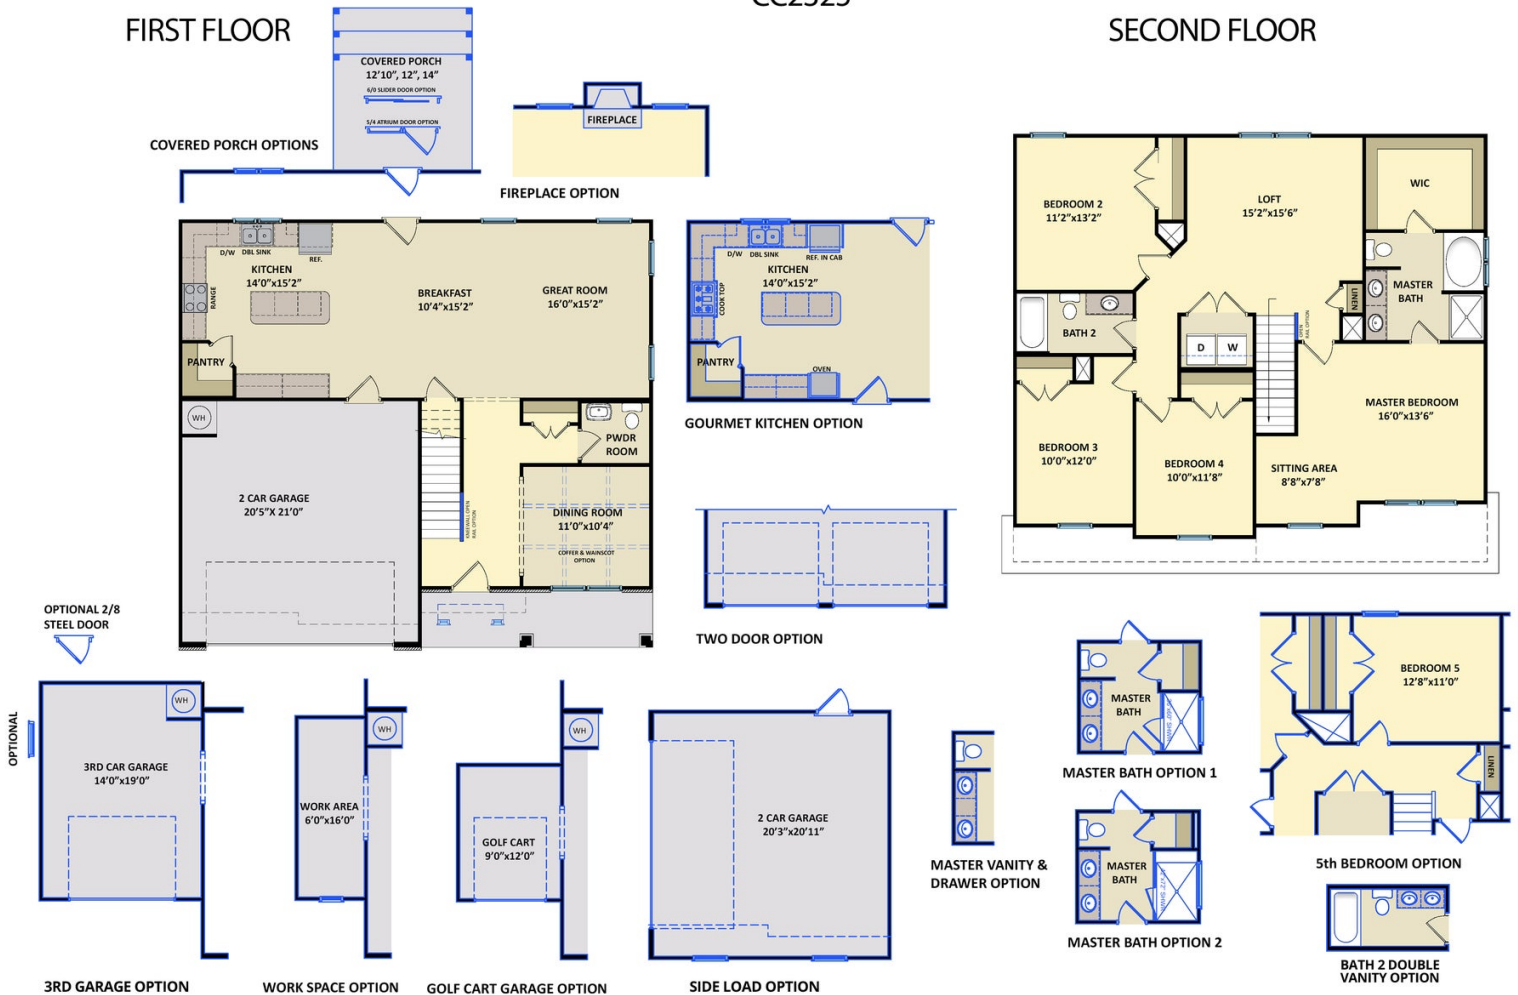 CC2525
FIRST FLOOR
SECOND FLOOR
COVERED PORCH
12'10", 12", 14"
6/0 SLIDER DOOR OPTION
5/4 ATRIUM DOOR OPTION
COVERED PORCH OPTIONS
FIREPLACE
FIREPLACE OPTION
D/W
DBL SINK
REF.
KITCHEN
14'0"x15'2"
RANGE
PANTRY
BREAKFAST
10'4"x15'2"
GREAT ROOM
16'0"x15'2"
WH
2 CAR GARAGE
20'5"X 21'0"
PWDR
ROOM
DINING ROOM
11'0"x10'4"
COFFER & WAINSCOT
OPTION
KNEEWALL OPEN
RAIL OPTION
D/W
DBL SINK
REF. IN CAB
KITCHEN
14'0"x15'2"
COOK TOP
PANTRY
OVEN
GOURMET KITCHEN OPTION
TWO DOOR OPTION
BEDROOM 2
11'2"x13'2"
LOFT
15'2"x15'6"
WIC
MASTER
BATH
LINEN
OPEN
RAIL OPTION
BATH 2
D
W
BEDROOM 3
10'0"x12'0"
BEDROOM 4
10'0"x11'8"
MASTER BEDROOM
16'0"x13'6"
SITTING AREA
8'8"x7'8"
OPTIONAL 2/8
STEEL DOOR
OPTIONAL
WH
3RD CAR GARAGE
14'0"x19'0"
3RD GARAGE OPTION
WH
WORK AREA
6'0"x16'0"
WORK SPACE OPTION
WH
GOLF CART
9'0"x12'0"
GOLF CART GARAGE OPTION
2 CAR GARAGE
20'3"x20'11"
SIDE LOAD OPTION
MASTER VANITY &
DRAWER OPTION
MASTER
BATH
MASTER BATH OPTION 1
MASTER
BATH
MASTER BATH OPTION 2
BEDROOM 5
12'8"x11'0"
LINEN
5th BEDROOM OPTION
BATH 2 DOUBLE
VANITY OPTION